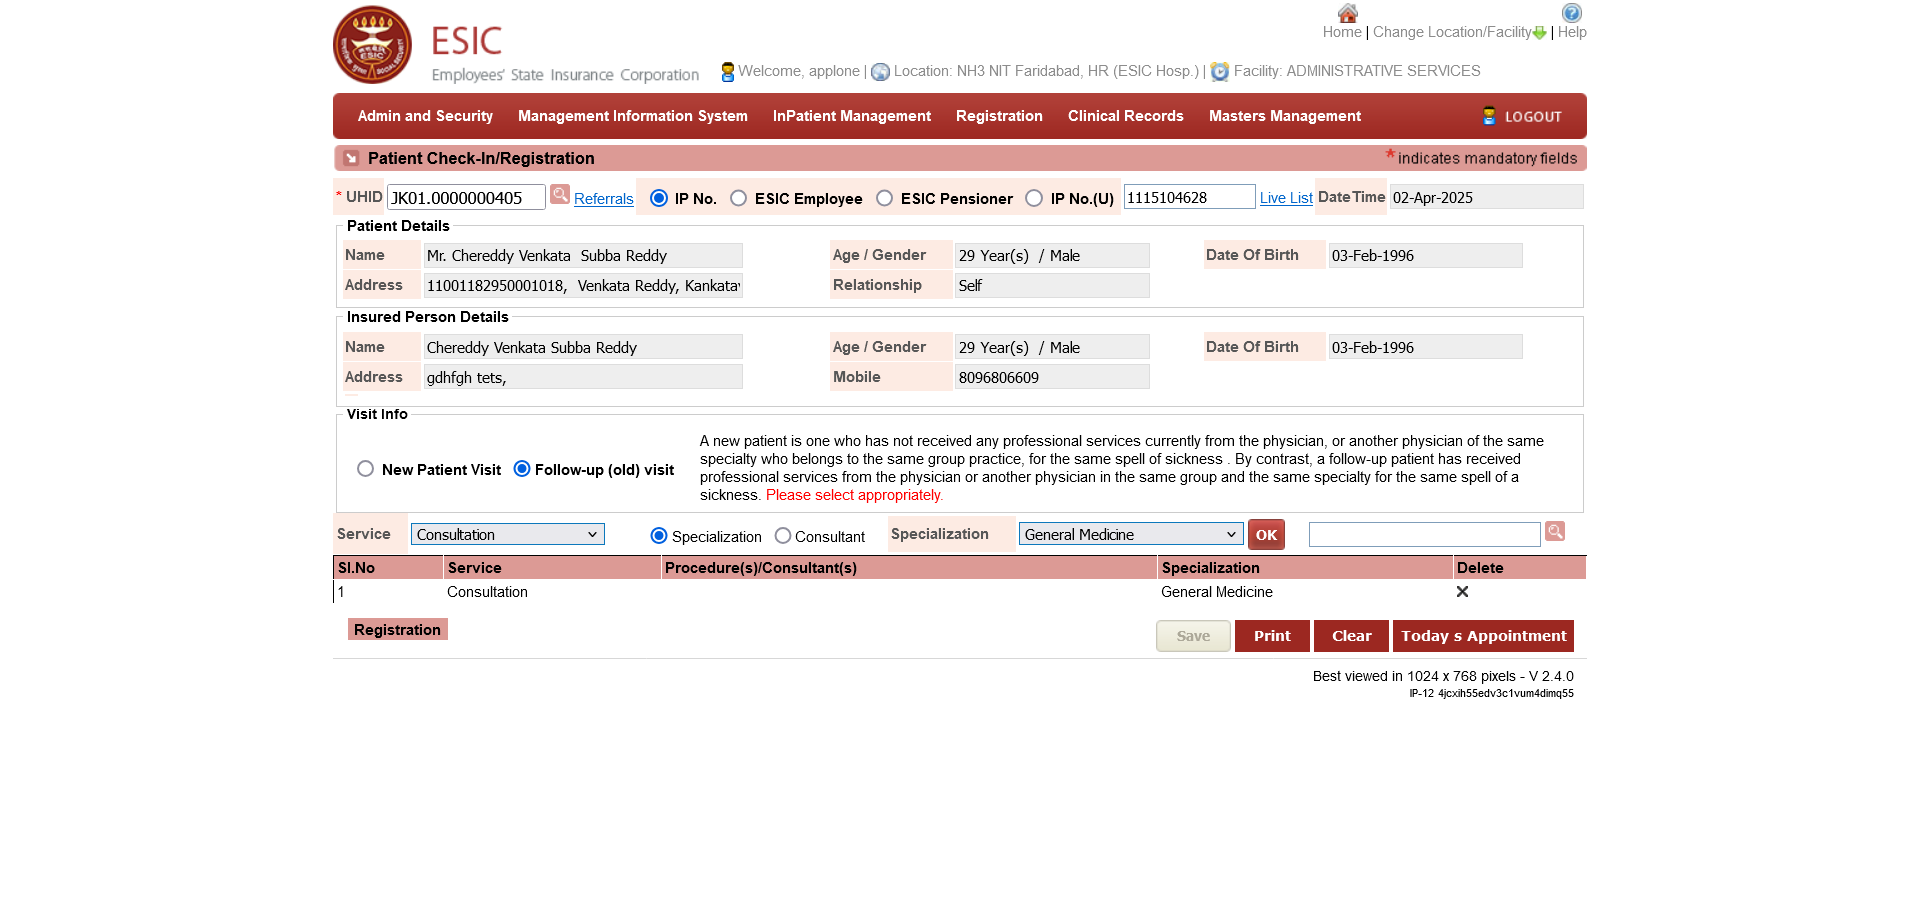 Home | Change Location/Facility | Help
ESIC
Employees' State Insurance Corporation
Welcome, applone | Location: NH3 NIT Faridabad, HR (ESIC Hosp.) | Facility: ADMINISTRATIVE SERVICES
Admin and Security Management Information System InPatient Management Registration Clinical Records Masters Management LOGOUT
Patient Check-In/Registration * indicates mandatory fields
* UHID JK01.0000000405 Referrals IP No. ESIC Employee ESIC Pensioner IP No.(U) 1115104628 Live List DateTime 02-Apr-2025
Patient Details
Name Mr. Chereddy Venkata Subba Reddy Age / Gender 29 Year(s) / Male Date Of Birth 03-Feb-1996
Address 11001182950001018, Venkata Reddy, Kankatav Relationship Self
Insured Person Details
Name Chereddy Venkata Subba Reddy Age / Gender 29 Year(s) / Male Date Of Birth 03-Feb-1996
Address gdhfgh tets, Mobile 8096806609
Visit Info
New Patient Visit Follow-up (old) visit
A new patient is one who has not received any professional services currently from the physician, or another physician of the same
specialty who belongs to the same group practice, for the same spell of sickness . By contrast, a follow-up patient has received
professional services from the physician or another physician in the same group and the same specialty for the same spell of a
sickness. Please select appropriately.
Service Consultation Specialization Consultant Specialization General Medicine OK
Sl.No Service Procedure(s)/Consultant(s) Specialization Delete
1 Consultation General Medicine
Registration Save Print Clear Today s Appointment
Best viewed in 1024 x 768 pixels - V 2.4.0
IP-12 4jcxih55edv3c1vum4dimq55